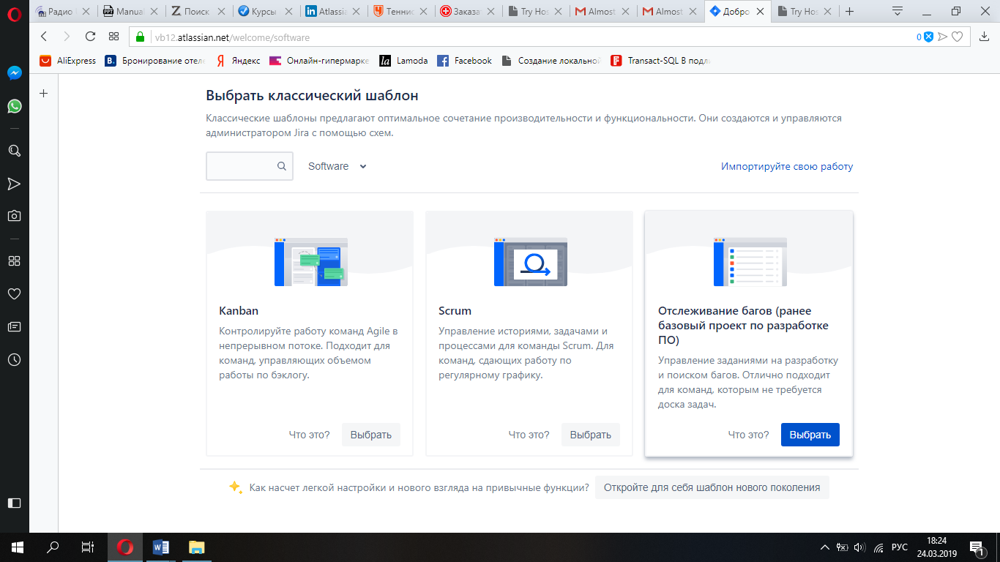 Радио
Manual
Поиск
Курсы
Atlassia
Теннис
Заказа
Try Hos
Almost
Almost
Добро
Try Hos
vb12.atlassian.net/welcome/software
0
AliExpress
Бронирование отеле
Яндекс
Онлайн-гипермарке
Lamoda
Facebook
Создание локальной
Transact-SQL В подли
Выбрать классический шаблон
Классические шаблоны предлагают оптимальное сочетание производительности и функциональности. Они создаются и управляются
администратором Jira с помощью схем.
Software
Импортируйте свою работу
Kanban
Контролируйте работу команд Agile в
непрерывном потоке. Подходит для
команд, управляющих объемом
работы по бэклогу.
Что это?
Выбрать
Scrum
Управление историями, задачами и
процессами для команды Scrum. Для
команд, сдающих работу по
регулярному графику.
Что это?
Выбрать
Отслеживание багов (ранее
базовый проект по разработке
ПО)
Управление заданиями на разработку
и поиском багов. Отлично подходит
для команд, которым не требуется
доска задач.
Что это?
Выбрать
Как насчет легкой настройки и нового взгляда на привычные функции?
Откройте для себя шаблон нового поколения
РУС
18:24
24.03.2019
1